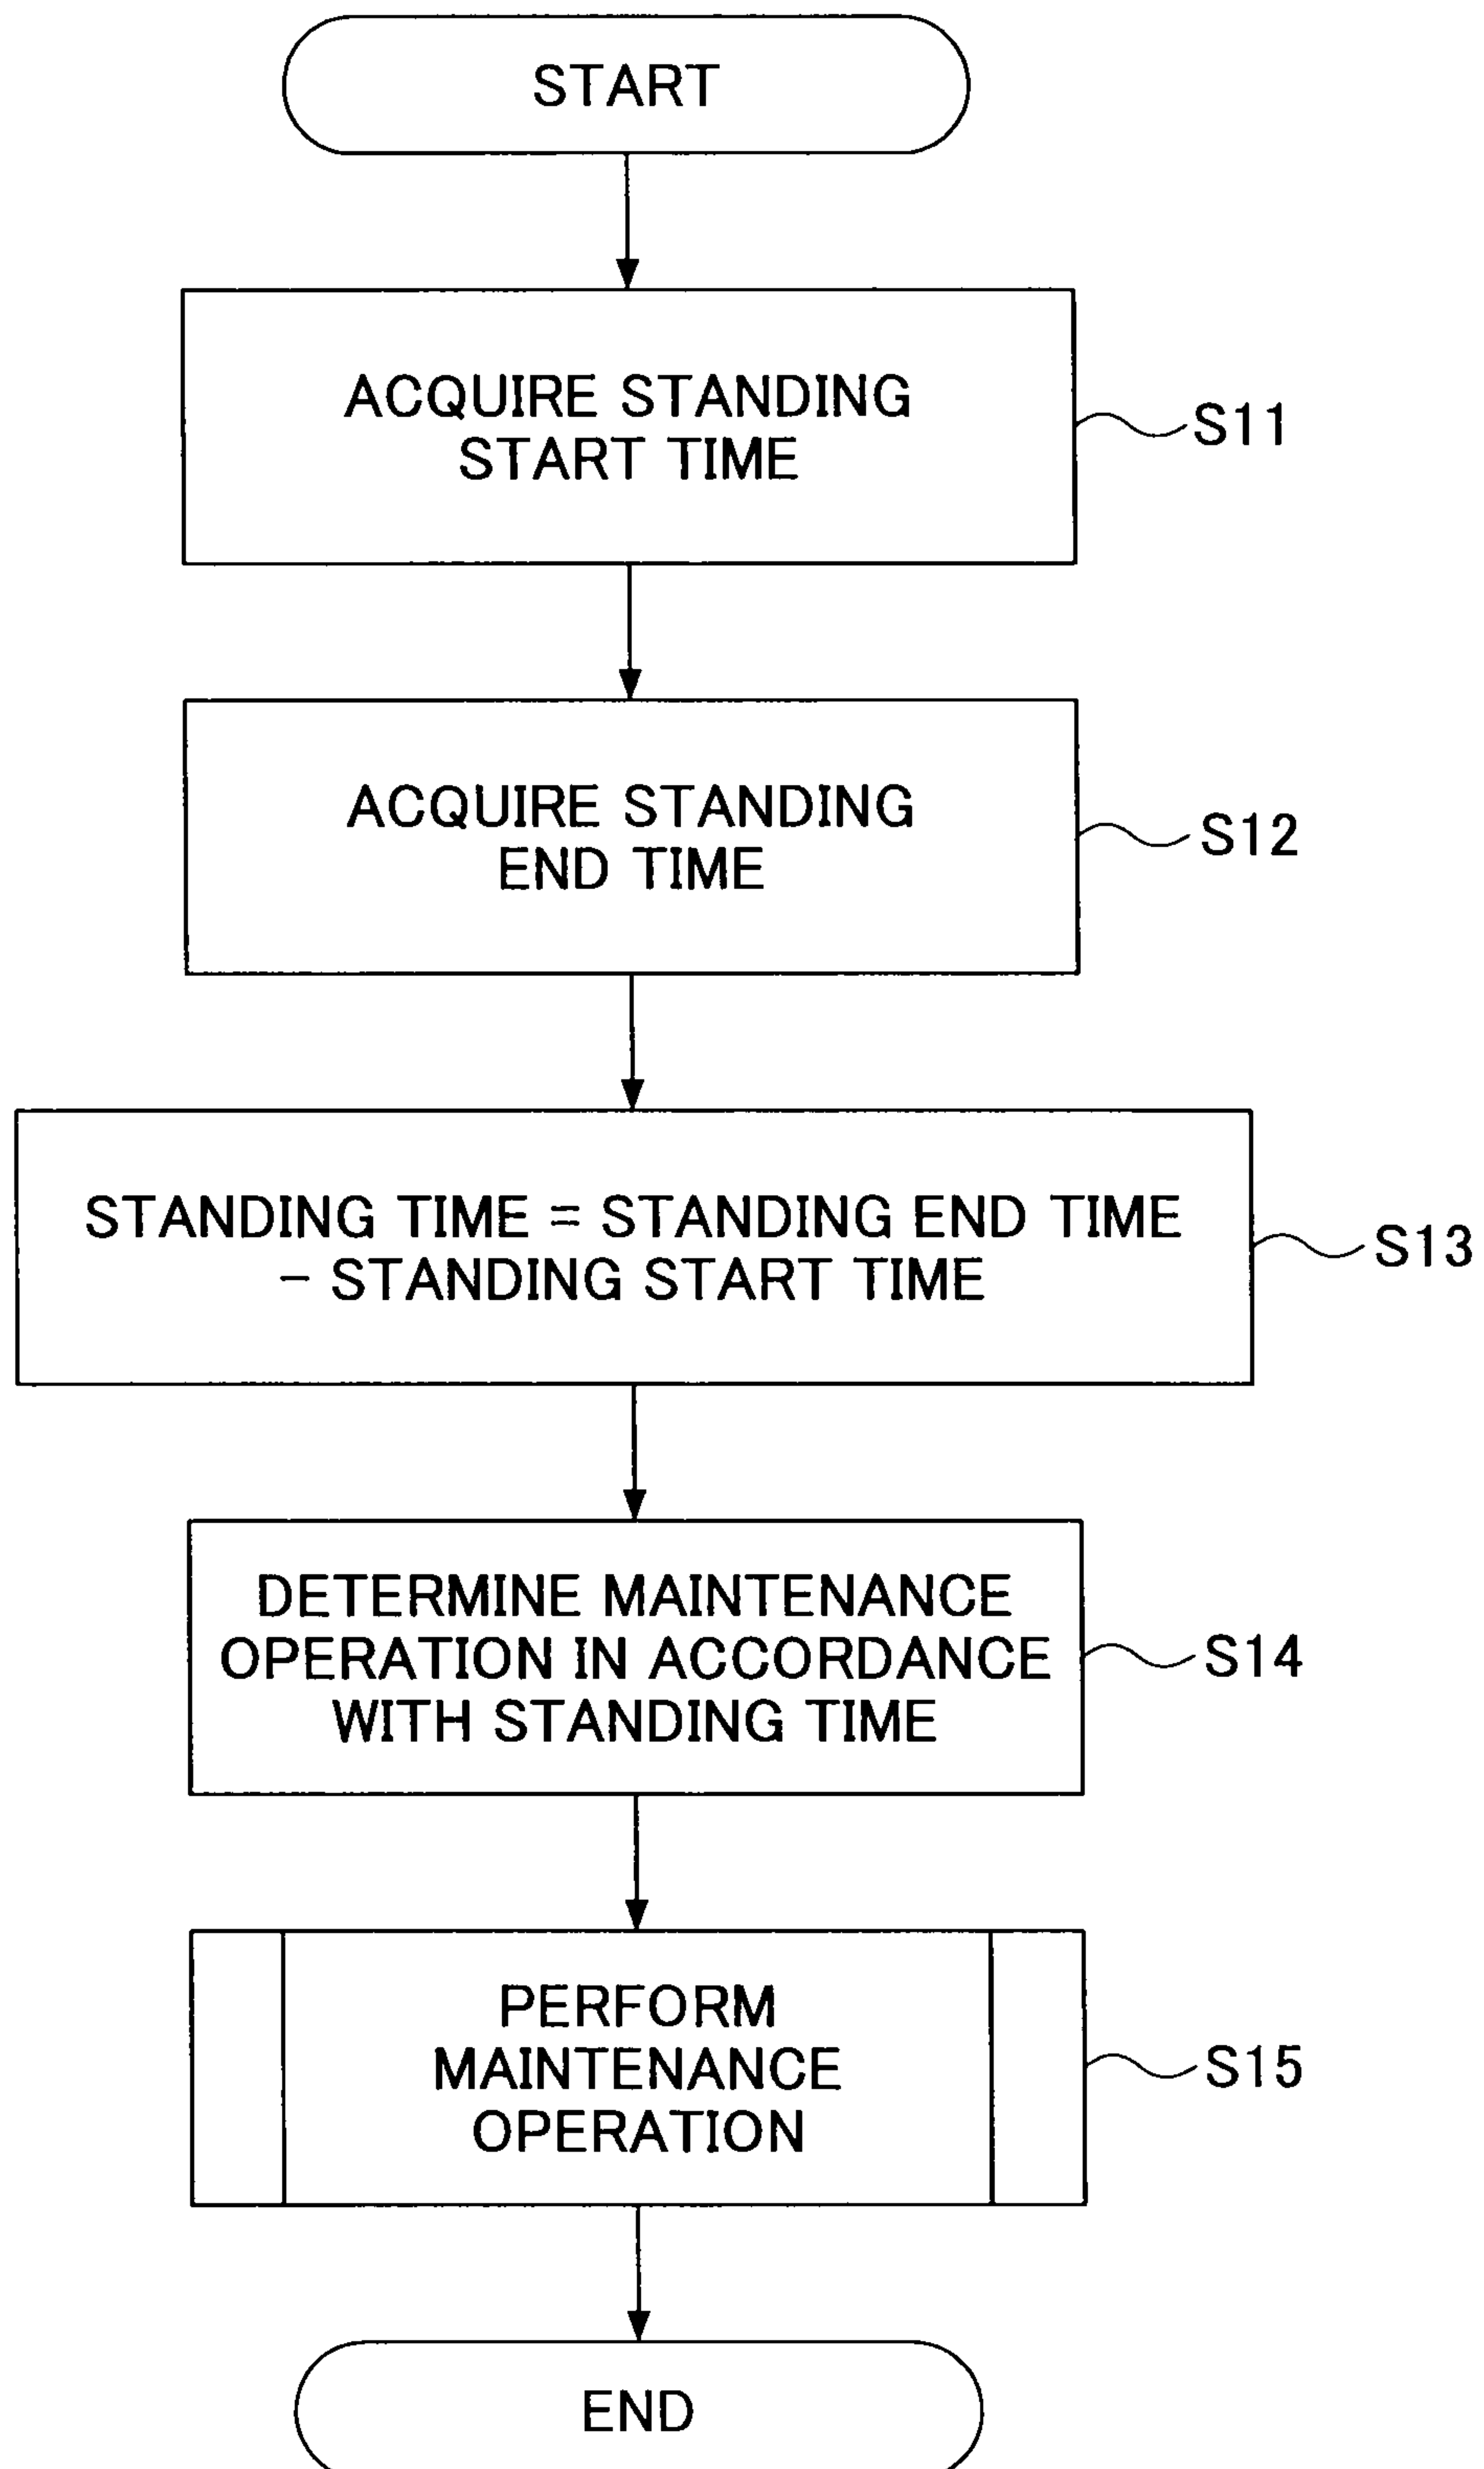 START
ACQUIRE STANDING
START TIME
S11
ACQUIRE STANDING
END TIME
S12
STANDING TIME = STANDING END TIME
- STANDING START TIME
S13
DETERMINE MAINTENANCE
OPERATION IN ACCORDANCE
WITH STANDING TIME
S14
PERFORM
MAINTENANCE
OPERATION
S15
END